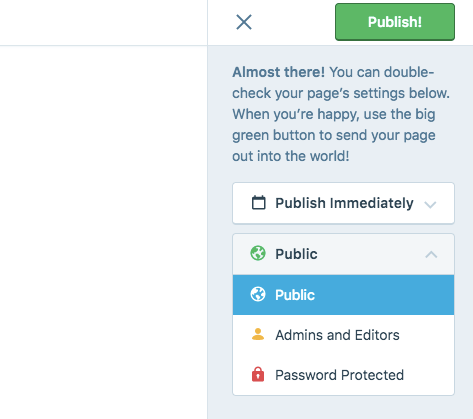 Publish!
Almost there! You can double-
check your page’s settings below.
When you’re happy, use the big
green button to send your page
out into the world!
Publish Immediately
Public
Public
Admins and Editors
Password Protected